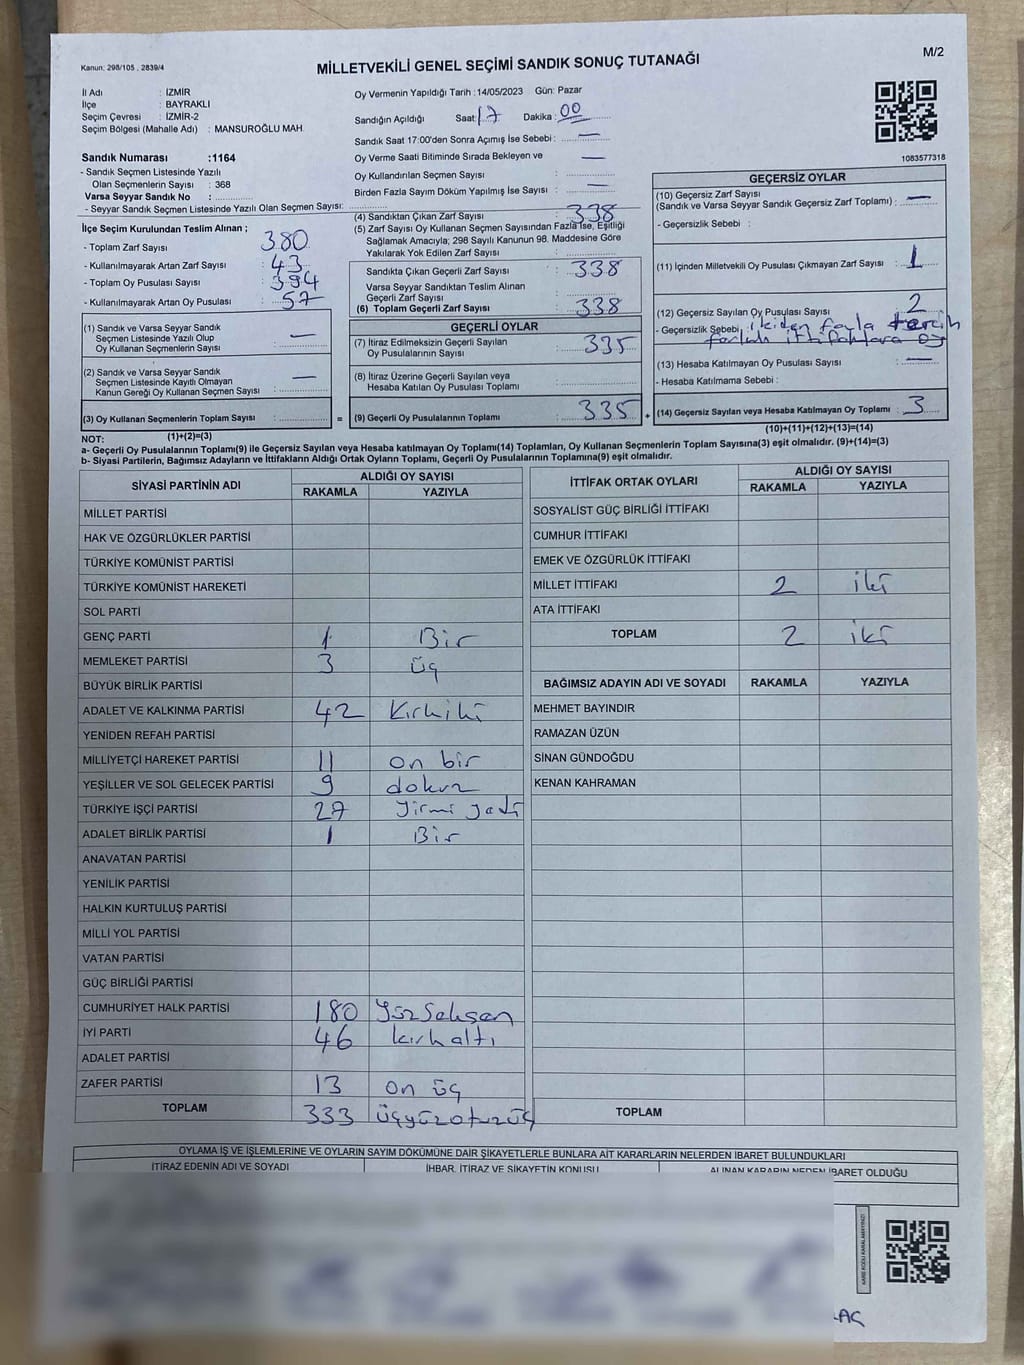 M/2
Kanun: 298/105 , 2839/4
MİLLETVEKİLİ GENEL SEÇİMİ SANDIK SONUÇ TUTANAĞI
İl Adı : İZMİR
İlçe : BAYRAKLI
Seçim Çevresi : İZMİR-2
Seçim Bölgesi (Mahalle Adı) : MANSUROĞLU MAH.
Sandık Numarası :1164
- Sandık Seçmen Listesinde Yazılı
Olan Seçmenlerin Sayısı : 368
Varsa Seyyar Sandık No :
- Seyyar Sandık Seçmen Listesinde Yazılı Olan Seçmen Sayısı:
Oy Vermenin Yapıldığı Tarih :14/05/2023 Gün: Pazar
Sandığın Açıldığı Saat: 17 Dakika : 00
Sandık Saat 17:00'den Sonra Açımış İse Sebebi : —
Oy Verme Saati Bitiminde Sırada Bekleyen ve —
Oy Kullandırılan Seçmen Sayısı :
Birden Fazla Sayım Döküm Yapılmış İse Sayısı : —
1083577318
İlçe Seçim Kurulundan Teslim Alınan ;
- Toplam Zarf Sayısı : 380
- Kullanılmayarak Artan Zarf Sayısı : 43
- Toplam Oy Pusulası Sayısı : 394
- Kullanılmayarak Artan Oy Pusulası : 57
(4) Sandıktan Çıkan Zarf Sayısı : 338
(5) Zarf Sayısı Oy Kullanan Seçmen Sayısından Fazla İse, Eşitliği
Sağlamak Amacıyla; 298 Sayılı Kanunun 98. Maddesine Göre
Yakılarak Yok Edilen Zarf Sayısı :
Sandıkta Çıkan Geçerli Zarf Sayısı : 338
Varsa Seyyar Sandıktan Teslim Alınan
Geçerli Zarf Sayısı :
(6) Toplam Geçerli Zarf Sayısı : 338
GEÇERSİZ OYLAR
(10) Geçersiz Zarf Sayısı
(Sandık ve Varsa Seyyar Sandık Geçersiz Zarf Toplamı) : —
- Geçersizlik Sebebi :
(11) İçinden Milletvekili Oy Pusulası Çıkmayan Zarf Sayısı : 1
(12) Geçersiz Sayılan Oy Pusulası Sayısı : 2
- Geçersizlik Sebebi : ikiden fazla tercih
farklı ittifaklara oy
(13) Hesaba Katılmayan Oy Pusulası Sayısı : —
- Hesaba Katılmama Sebebi :
(14) Geçersiz Sayılan veya Hesaba Katılmayan Oy Toplamı : 3
(10)+(11)+(12)+(13)=(14)
(1) Sandık ve Varsa Seyyar Sandık
Seçmen Listesinde Yazılı Olup
Oy Kullanan Seçmenlerin Sayısı : —
(2) Sandık ve Varsa Seyyar Sandık
Seçmen Listesinde Kayıtlı Olmayan
Kanun Gereği Oy Kullanan Seçmen Sayısı : —
(3) Oy Kullanan Seçmenlerin Toplam Sayısı : =
(1)+(2)=(3)
GEÇERLİ OYLAR
(7) İtiraz Edilmeksizin Geçerli Sayılan
Oy Pusulalarının Sayısı : 335
(8) İtiraz Üzerine Geçerli Sayılan veya
Hesaba Katılan Oy Pusulası Toplamı :
(9) Geçerli Oy Pusulalarının Toplamı : 335 +
NOT:
a- Geçerli Oy Pusulalarının Toplamı(9) ile Geçersiz Sayılan veya Hesaba katılmayan Oy Toplamı(14) Toplamları, Oy Kullanan Seçmenlerin Toplam Sayısına(3) eşit olmalıdır. (9)+(14)=(3)
b- Siyasi Partilerin, Bağımsız Adayların ve İttifakların Aldığı Ortak Oyların Toplamı, Geçerli Oy Pusulalarının Toplamına(9) eşit olmalıdır.
SİYASİ PARTİNİN ADI ALDIĞI OY SAYISI
RAKAMLA YAZIYLA
MİLLET PARTİSİ
HAK VE ÖZGÜRLÜKLER PARTİSİ
TÜRKİYE KOMÜNİST PARTİSİ
TÜRKİYE KOMÜNİST HAREKETİ
SOL PARTİ
GENÇ PARTİ 1 Bir
MEMLEKET PARTİSİ 3 üç
BÜYÜK BİRLİK PARTİSİ
ADALET VE KALKINMA PARTİSİ 42 Kırkiki
YENİDEN REFAH PARTİSİ
MİLLİYETÇİ HAREKET PARTİSİ 11 on bir
YEŞİLLER VE SOL GELECEK PARTİSİ 9 dokuz
TÜRKİYE İŞÇİ PARTİSİ 27 Yirmi yedi
ADALET BİRLİK PARTİSİ 1 Bir
ANAVATAN PARTİSİ
YENİLİK PARTİSİ
HALKIN KURTULUŞ PARTİSİ
MİLLİ YOL PARTİSİ
VATAN PARTİSİ
GÜÇ BİRLİĞİ PARTİSİ
CUMHURİYET HALK PARTİSİ 180 YüzSeksen
İYİ PARTİ 46 kırkaltı
ADALET PARTİSİ
ZAFER PARTİSİ 13 on üç
TOPLAM 333 üçyüzotuzüç
İTTİFAK ORTAK OYLARI ALDIĞI OY SAYISI
RAKAMLA YAZIYLA
SOSYALİST GÜÇ BİRLİĞİ İTTİFAKI
CUMHUR İTTİFAKI
EMEK VE ÖZGÜRLÜK İTTİFAKI
MİLLET İTTİFAKI 2 iki
ATA İTTİFAKI
TOPLAM 2 iki
BAĞIMSIZ ADAYIN ADI VE SOYADI RAKAMLA YAZIYLA
MEHMET BAYINDIR
RAMAZAN ÜZÜN
SİNAN GÜNDOĞDU
KENAN KAHRAMAN
TOPLAM
OYLAMA İŞ VE İŞLEMLERİNE VE OYLARIN SAYIM DÖKÜMÜNE DAİR ŞİKAYETLERLE BUNLARA AİT KARARLARIN NELERDEN İBARET BULUNDUKLARI
İTİRAZ EDENİN ADI VE SOYADI İHBAR, İTİRAZ VE ŞİKAYETİN KONUSU ALINAN KARARIN NEDEN İBARET OLDUĞU
KARE KODU KARALAMAYINIZ!